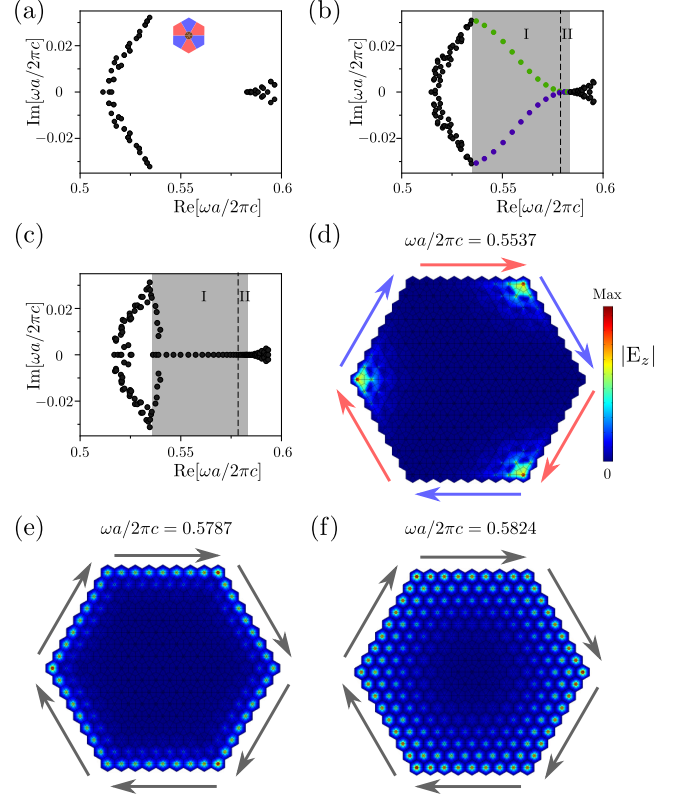 (a)
Im[ωa/2πc]
0.02
0
−0.02
0.5
0.55
0.6
Re[ωa/2πc]
(b)
Im[ωa/2πc]
0.02
0
−0.02
I
II
0.5
0.55
0.6
Re[ωa/2πc]
(c)
Im[ωa/2πc]
0.02
0
−0.02
I
II
0.5
0.55
0.6
Re[ωa/2πc]
(d)
ωa/2πc = 0.5537
Max
|E_z|
0
(e)
ωa/2πc = 0.5787
(f)
ωa/2πc = 0.5824